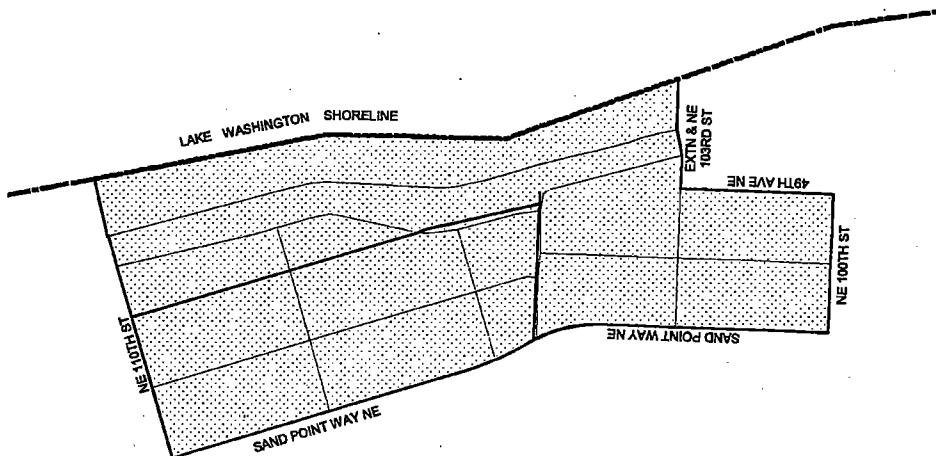 LAKE WASHINGTON SHORELINE
EXTN & NE
103RD ST
49TH AVE NE
NE 100TH ST
NE 110TH ST
SAND POINT WAY NE
SAND POINT WAY NE